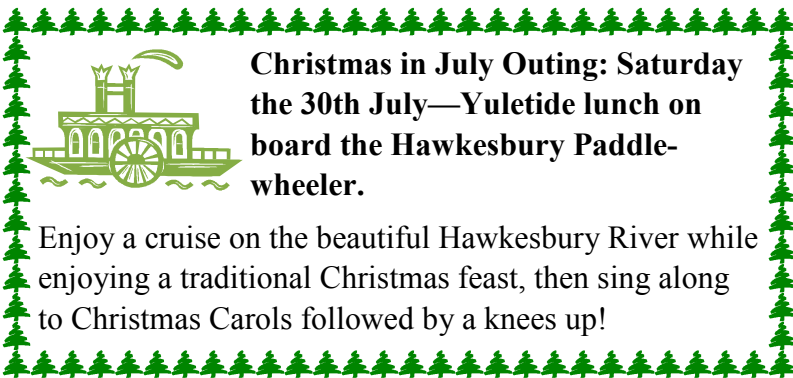 Christmas in July Outing: Saturday
the 30th July—Yuletide lunch on
board the Hawkesbury Paddle-
wheeler.
Enjoy a cruise on the beautiful Hawkesbury River while
enjoying a traditional Christmas feast, then sing along
to Christmas Carols followed by a knees up!